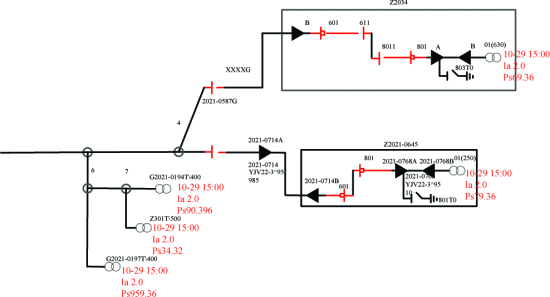 Z2034
B
601
611
8011
801
A
B
01(630)
10-29 15:00
Ia 2.0
Ps69.36
803T0
XXXXG
2021-0587G
4
2021-0714A
2021-0714
YJV22-3^95
985
Z2021-0645
801
2021-0768A
2021-0768B
01(250)
10-29 15:00
Ia 2.0
Ps79.36
YJV22-3^95
10
801T0
2021-0714B
601
6
7
G2021-0194T\400
10-29 15:00
Ia 2.0
Ps90.396
Z301T\500
10-29 15:00
Ia 2.0
Ps34.32
G2021-0197T\400
10-29 15:00
Ia 2.0
Ps959.36